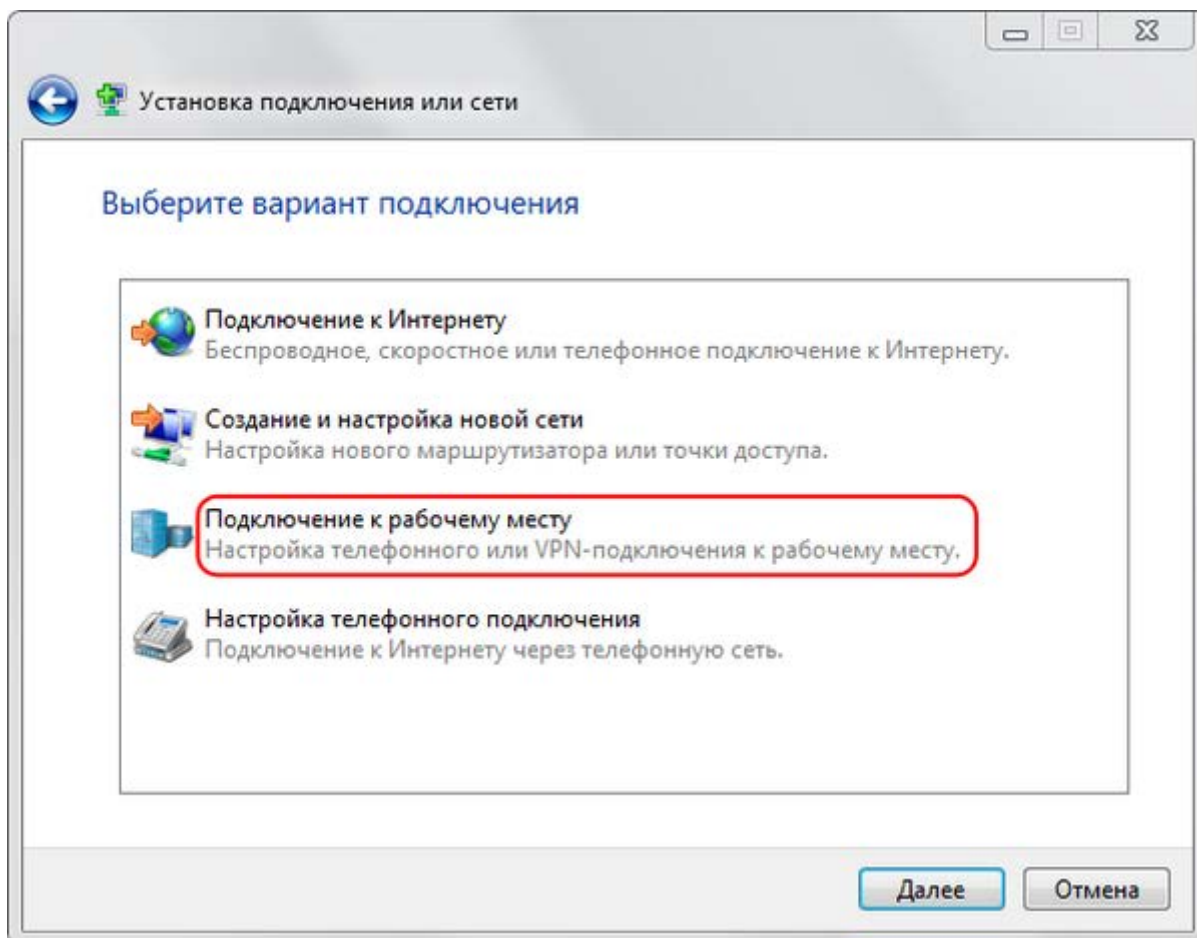 Установка подключения или сети
Выберите вариант подключения
Подключение к Интернету
Беспроводное, скоростное или телефонное подключение к Интернету.
Создание и настройка новой сети
Настройка нового маршрутизатора или точки доступа.
Подключение к рабочему месту
Настройка телефонного или VPN-подключения к рабочему месту.
Настройка телефонного подключения
Подключение к Интернету через телефонную сеть.
Далее
Отмена